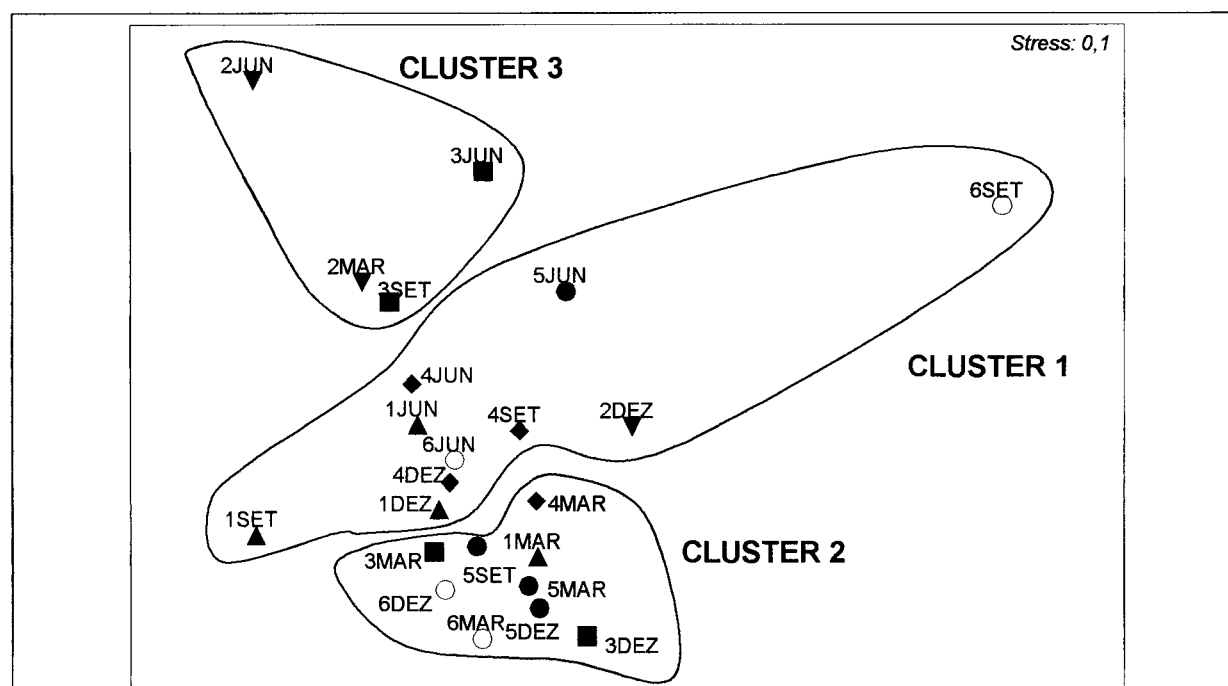 Stress: 0,1
2JUN
CLUSTER 3
3JUN
6SET
2MAR
3SET
5JUN
CLUSTER 1
4JUN
1JUN
4SET
2DEZ
6JUN
4DEZ
1DEZ
4MAR
1SET
3MAR
1MAR
CLUSTER 2
5SET
6DEZ
5MAR
6MAR
5DEZ
3DEZ